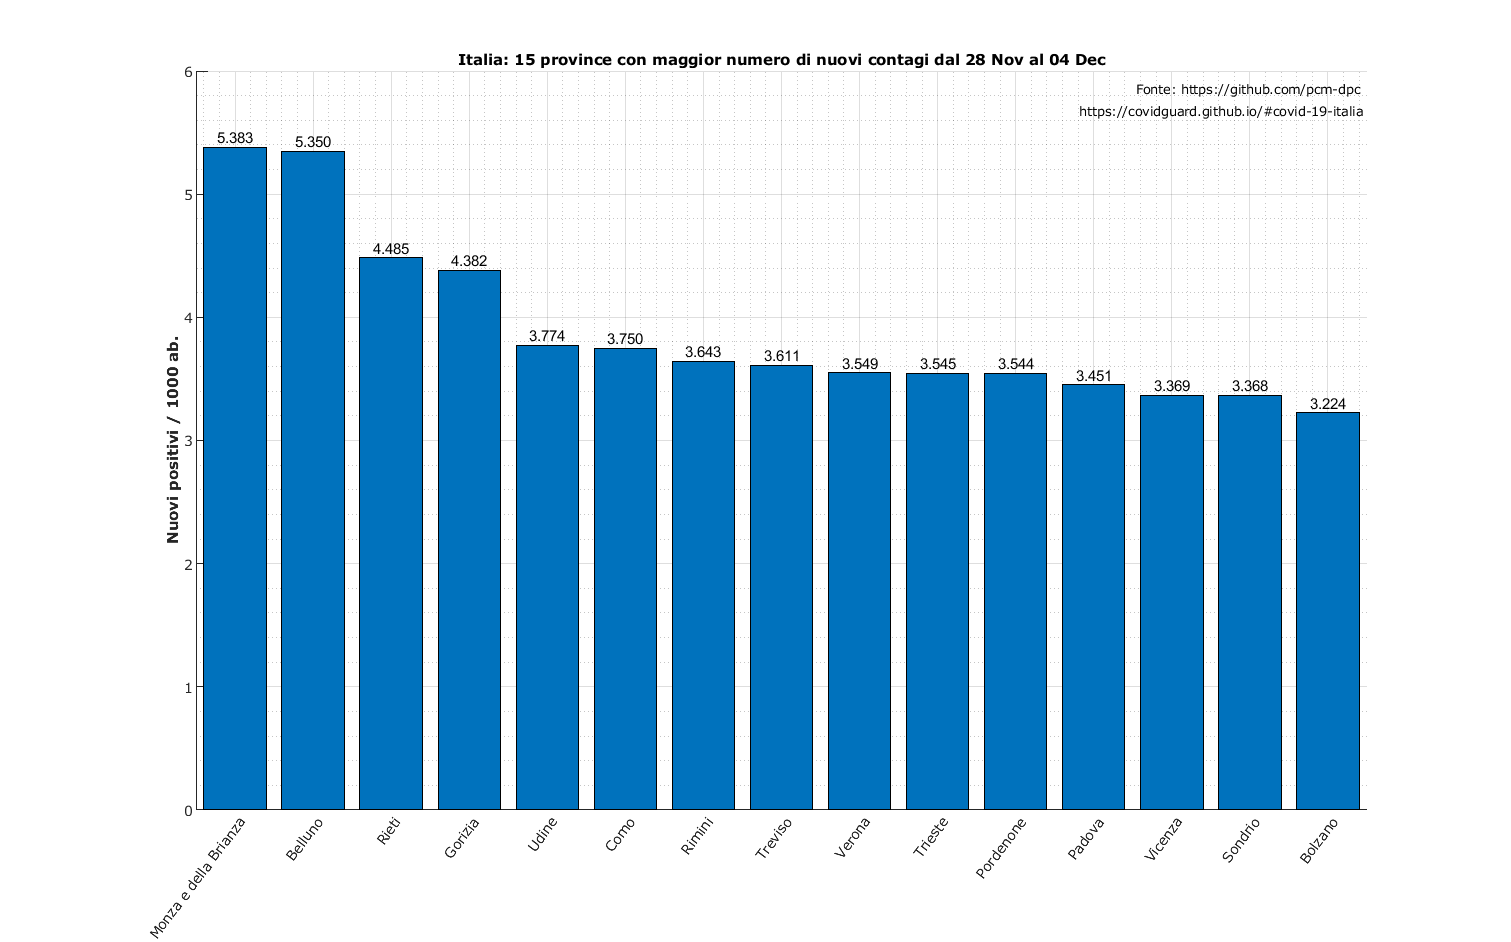 Italia: 15 province con maggior numero di nuovi contagi dal 28 Nov al 04 Dec
Fonte: https://github.com/pcm-dpc
https://covidguard.github.io/#covid-19-italia
Nuovi positivi / 1000 ab.
6
5
4
3
2
1
0
5.383
5.350
4.485
4.382
3.774
3.750
3.643
3.611
3.549
3.545
3.544
3.451
3.369
3.368
3.224
Monza e della Brianza
Belluno
Rieti
Gorizia
Udine
Como
Rimini
Treviso
Verona
Trieste
Pordenone
Padova
Vicenza
Sondrio
Bolzano